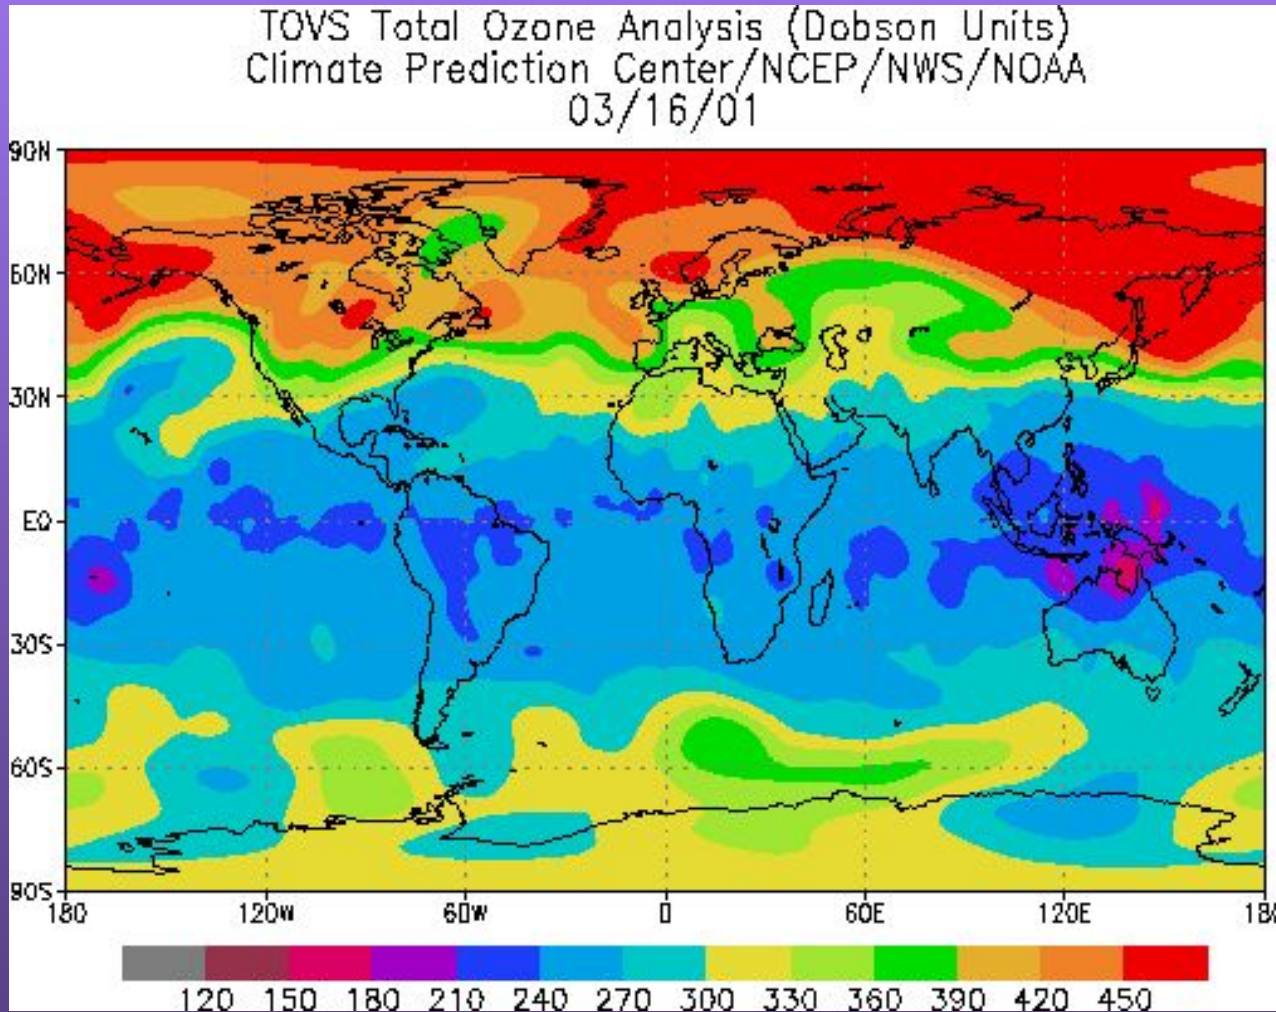 TOVS Total Ozone Analysis (Dobson Units)
Climate Prediction Center/NCEP/NWS/NOAA
03/16/01
90N
60N
30N
EQ
30S
60S
90S
180 120W 60W 0 60E 120E 180
120 150 180 210 240 270 300 330 360 390 420 450